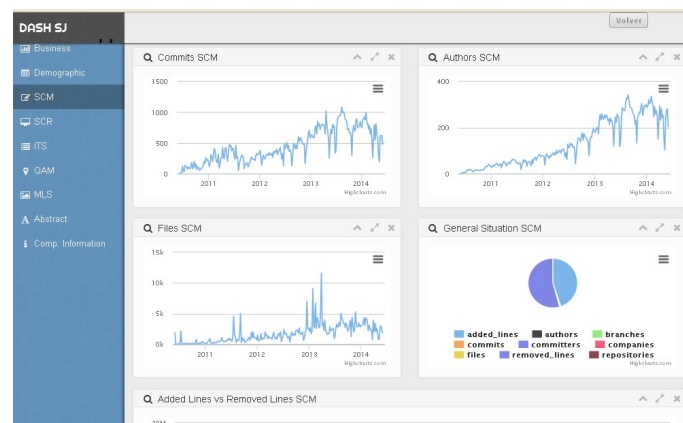 DASH SJ
Volver
Business
Demographic
SCM
SCR
ITS
QAM
MLS
Abstract
Comp. Information
Commits SCM
1500
1000
500
0
2011 2012 2013 2014
Highcharts.com
Authors SCM
400
200
0
2011 2012 2013 2014
Highcharts.com
Files SCM
15k
10k
5k
0k
2011 2012 2013 2014
Highcharts.com
General Situation SCM
added_lines authors branches
commits committers companies
files removed_lines repositories
Highcharts.com
Added Lines vs Removed Lines SCM